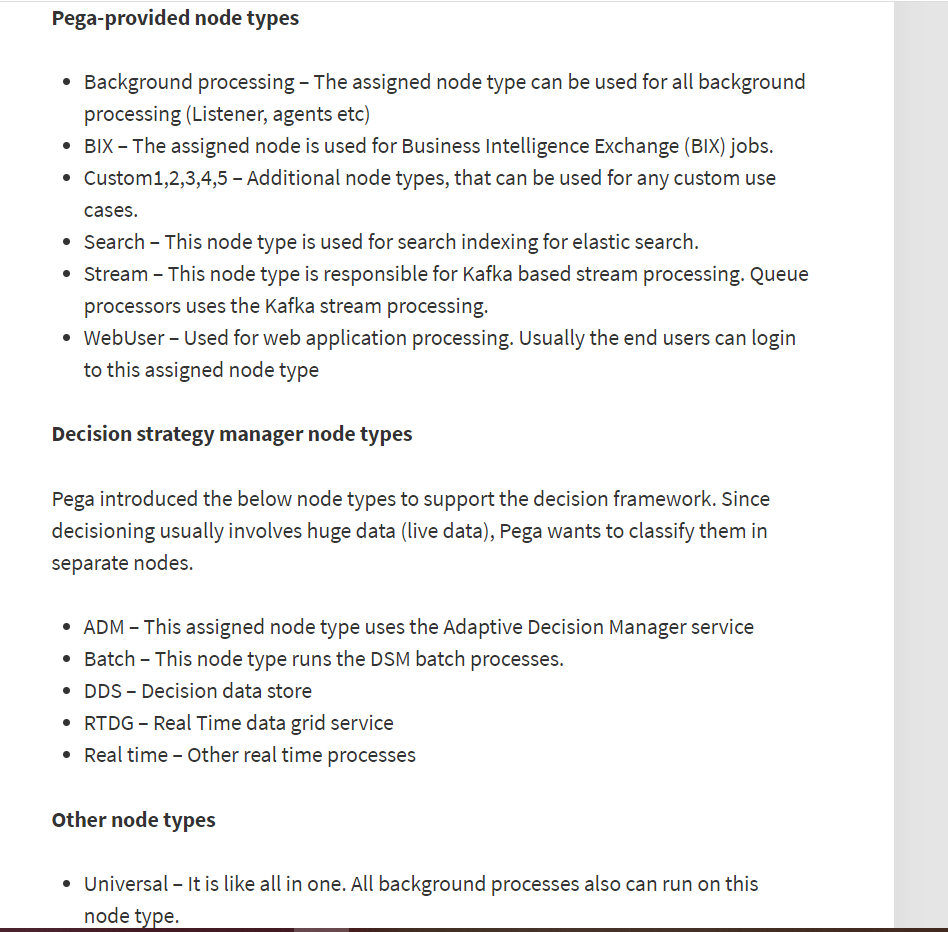 Pega-provided node types
• Background processing – The assigned node type can be used for all background
processing (Listener, agents etc)
• BIX – The assigned node is used for Business Intelligence Exchange (BIX) jobs.
• Custom1,2,3,4,5 – Additional node types, that can be used for any custom use
cases.
• Search – This node type is used for search indexing for elastic search.
• Stream – This node type is responsible for Kafka based stream processing. Queue
processors uses the Kafka stream processing.
• WebUser – Used for web application processing. Usually the end users can login
to this assigned node type
Decision strategy manager node types
Pega introduced the below node types to support the decision framework. Since
decisioning usually involves huge data (live data), Pega wants to classify them in
separate nodes.
• ADM – This assigned node type uses the Adaptive Decision Manager service
• Batch – This node type runs the DSM batch processes.
• DDS – Decision data store
• RTDG – Real Time data grid service
• Real time – Other real time processes
Other node types
• Universal – It is like all in one. All background processes also can run on this
node type.